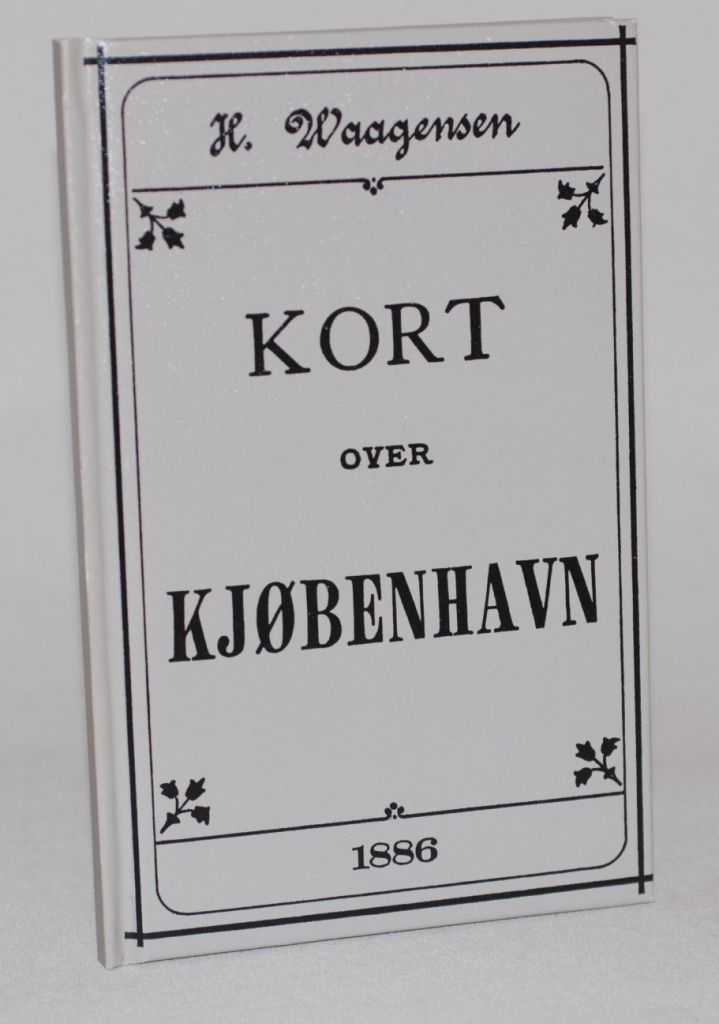 H. Waagensen
KORT
OVER
KJØBENHAVN
1886